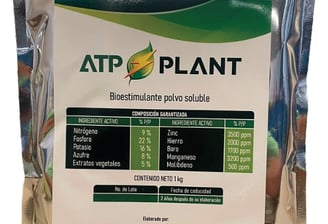 ATP PLANT
Bioestimulante polvo soluble
COMPOSICIÓN GARANTIZADA
INGREDIENTE ACTIVO % P/P INGREDIENTE ACTIVO % P/P
Nitrógeno 9 % Zinc 3500 ppm
Fosforo 22 % Hierro 2000 ppm
Potasio 16 % Boro 1700 ppm
Azufre 8 % Manganeso 3200 ppm
Extratos vegetales 5 % Molibdeno 500 ppm
CONTENIDO NETO 1 kg
No. de Lote Fecha de caducidad
2 Años después de su elaboración
Elaborado por: